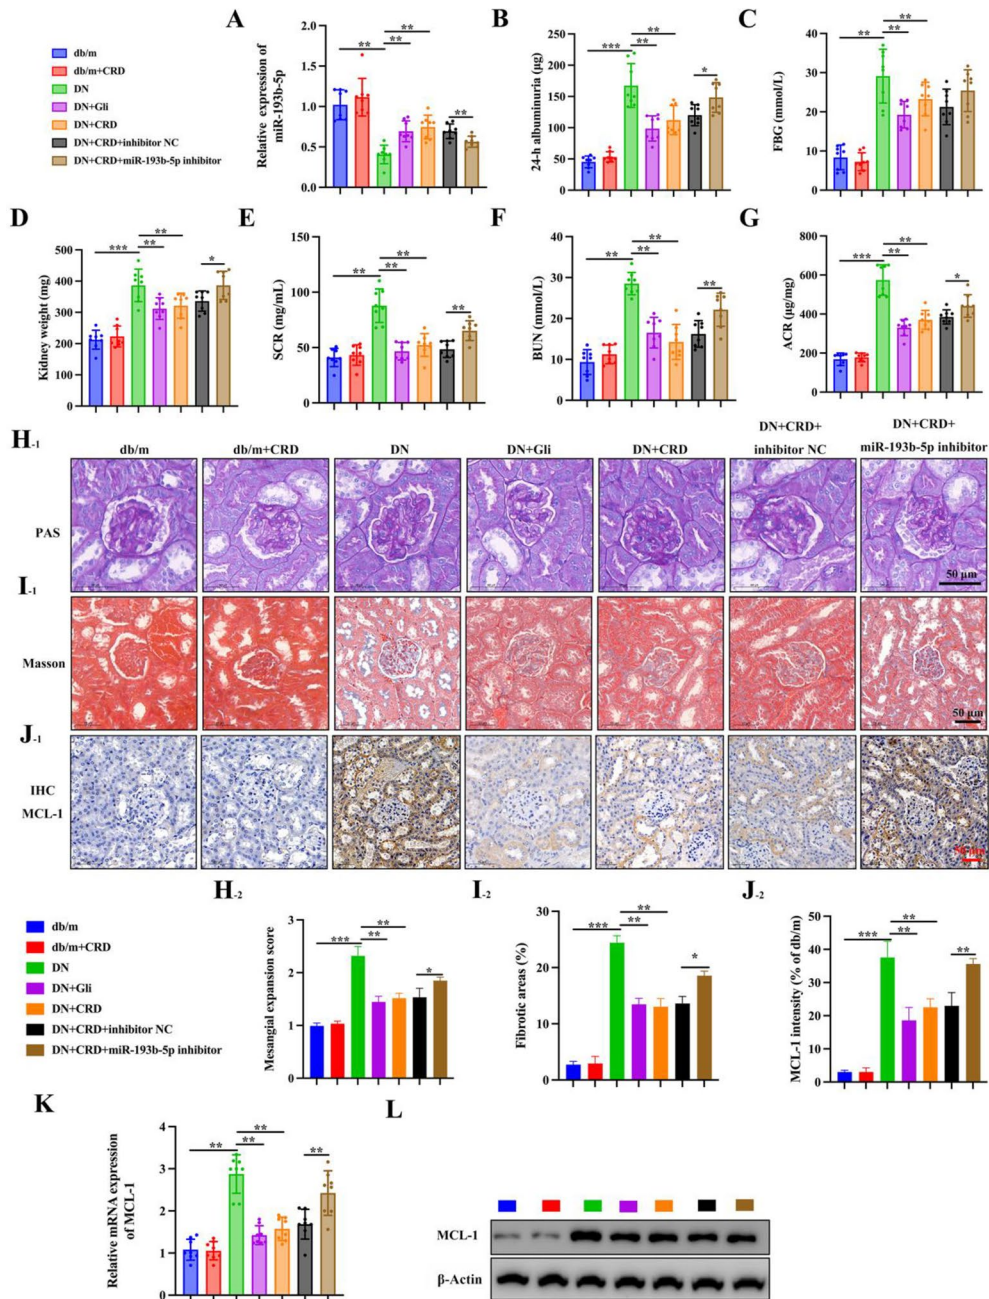 A
B
C
db/m
db/m+CRD
DN
DN+Gli
DN+CRD
DN+CRD+inhibitor NC
DN+CRD+miR-193b-5p inhibitor
Relative expression of
miR-193b-5p
2.0
1.5
1.0
0.5
0.0
**
**
**
**
24-h albuminuria (μg)
250
200
150
100
50
0
***
**
**
*
FBG (mmol/L)
40
30
20
10
0
**
**
**
D
E
F
G
Kidney weight (mg)
500
400
300
200
100
0
***
**
**
*
SCR (mg/mL)
150
100
50
0
**
**
**
**
BUN (mmol/L)
40
30
20
10
0
**
**
**
**
ACR (μg/mg)
800
600
400
200
0
***
**
**
*
H-1
db/m
db/m+CRD
DN
DN+Gli
DN+CRD
DN+CRD+
inhibitor NC
DN+CRD+
miR-193b-5p inhibitor
PAS
50 μm
I-1
Masson
50 μm
J-1
IHC
MCL-1
50 μm
H-2
I-2
J-2
db/m
db/m+CRD
DN
DN+Gli
DN+CRD
DN+CRD+inhibitor NC
DN+CRD+miR-193b-5p inhibitor
Mesangial expansion score
3
2
1
0
***
**
**
*
Fibrotic areas (%)
30
20
10
0
***
**
**
*
MCL-1 intensity (% of db/m)
50
40
30
20
10
0
***
**
**
**
K
L
Relative mRNA expression
of MCL-1
4
3
2
1
0
**
**
**
**
MCL-1
β-Actin